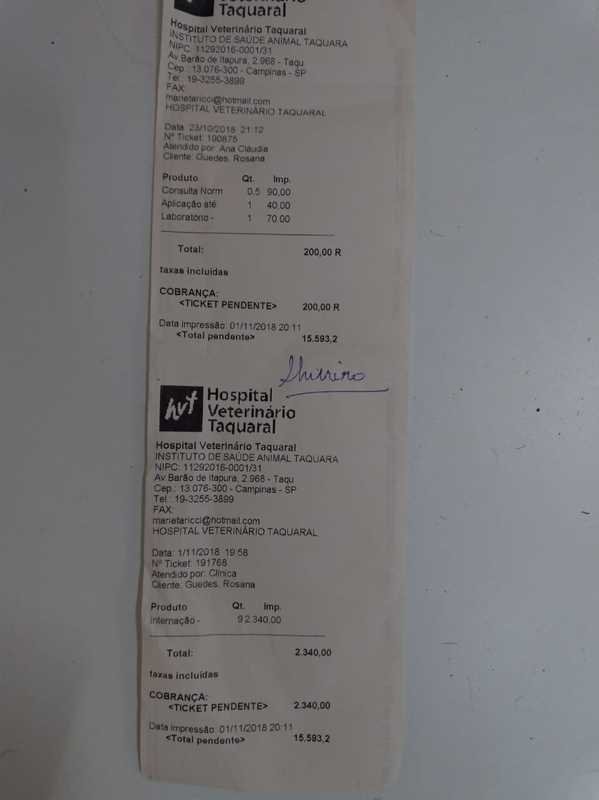 hvt
Veterinário
Taquaral
Hospital Veterinário Taquaral
INSTITUTO DE SAÚDE ANIMAL TAQUARA
NIPC: 11292016-0001/31
Av Barão de Itapura, 2.968 - Taqu
Cep.: 13.076-300 - Campinas - SP
Tel.: 19-3255-3899
FAX:
marietaricci@hotmail.com
HOSPITAL VETERINÁRIO TAQUARAL
Data: 23/10/2018 21:12
Nº Ticket: 190875
Atendido por: Ana Cláudia
Cliente: Guedes, Rosana
Produto Qt. Imp.
Consulta Norm 0,5 90,00
Aplicação até 1 40,00
Laboratório - 1 70,00
Total: 200,00 R
taxas incluídas
COBRANÇA:
<TICKET PENDENTE> 200,00 R
Data impressão: 01/11/2018 20:11
<Total pendente> 15.593,2
hvt Hospital
Veterinário
Taquaral
Hospital Veterinário Taquaral
INSTITUTO DE SAÚDE ANIMAL TAQUARA
NIPC: 11292016-0001/31
Av Barão de Itapura, 2.968 - Taqu
Cep.: 13.076-300 - Campinas - SP
Tel.: 19-3255-3899
FAX:
marietaricci@hotmail.com
HOSPITAL VETERINÁRIO TAQUARAL
Data: 1/11/2018 19:58
Nº Ticket: 191768
Atendido por: Clínica
Cliente: Guedes, Rosana
Produto Qt. Imp.
Internação - 9 2.340,00
Total: 2.340,00
taxas incluídas
COBRANÇA:
<TICKET PENDENTE> 2.340,00
Data impressão: 01/11/2018 20:11
<Total pendente> 15.593,2